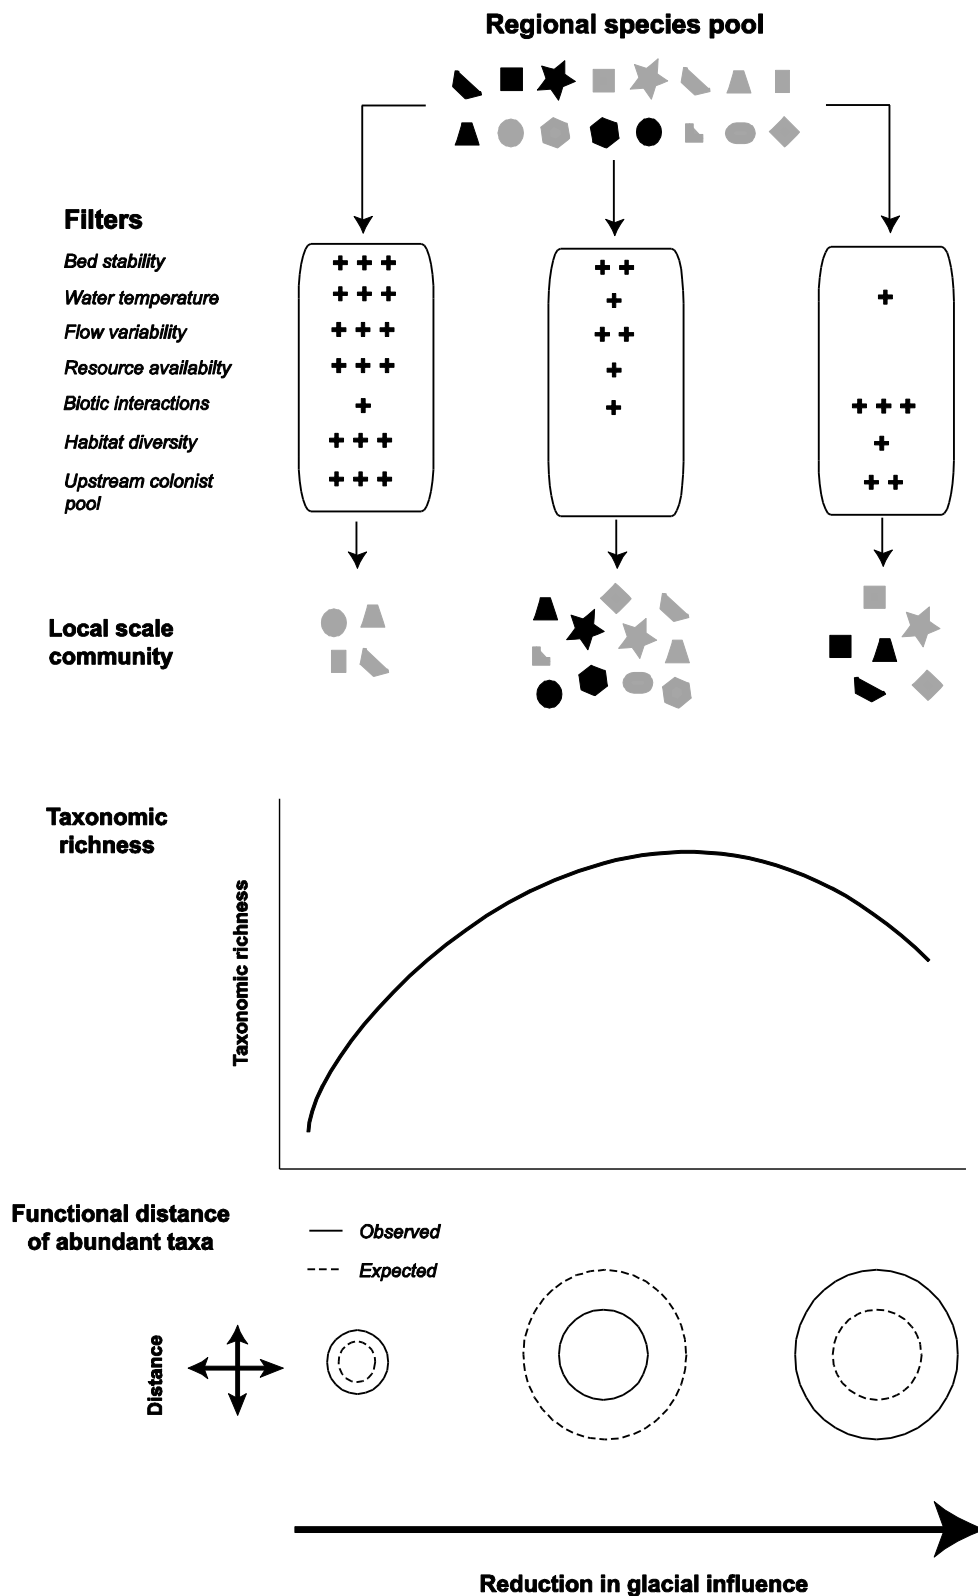 Regional species pool
Filters
Bed stability
+ + +
+ +
Water temperature
+ + +
+
+
Flow variability
+ + +
+ +
Resource availabilty
+ + +
+
Biotic interactions
+
+
+ + +
Habitat diversity
+ + +
+
Upstream colonist
pool
+ + +
+ +
Local scale
community
Taxonomic
richness
Taxonomic richness
Functional distance
of abundant taxa
Observed
Expected
Distance
Reduction in glacial influence